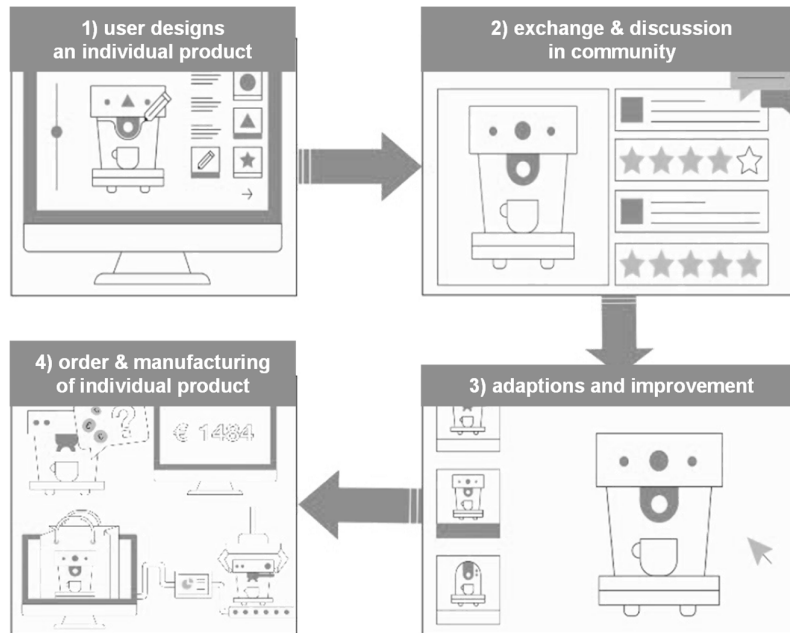 1) user designs
an individual product
2) exchange & discussion
in community
3) adaptions and improvement
4) order & manufacturing
of individual product
?
€ 1484